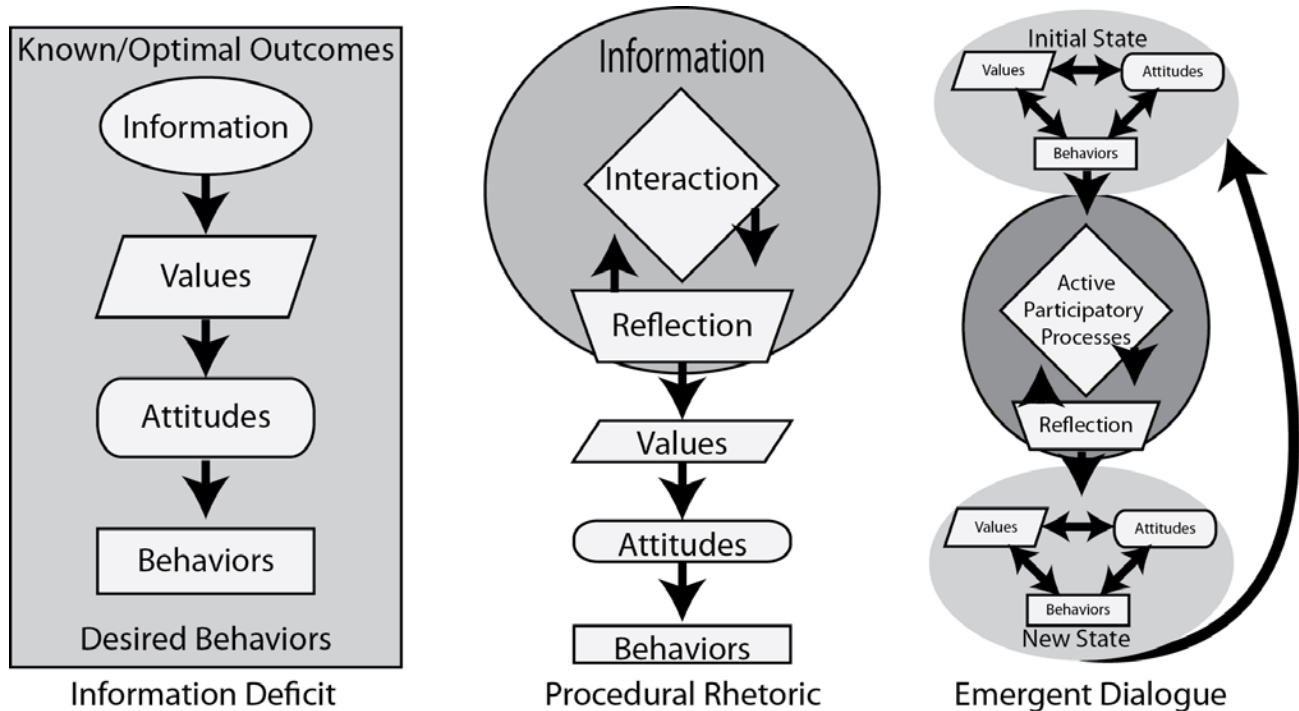 Known/Optimal Outcomes
Information
Values
Attitudes
Behaviors
Desired Behaviors
Information Deficit
Information
Interaction
Reflection
Values
Attitudes
Behaviors
Procedural Rhetoric
Initial State
Values
Attitudes
Behaviors
Active
Participatory
Processes
Reflection
Values
Attitudes
Behaviors
New State
Emergent Dialogue